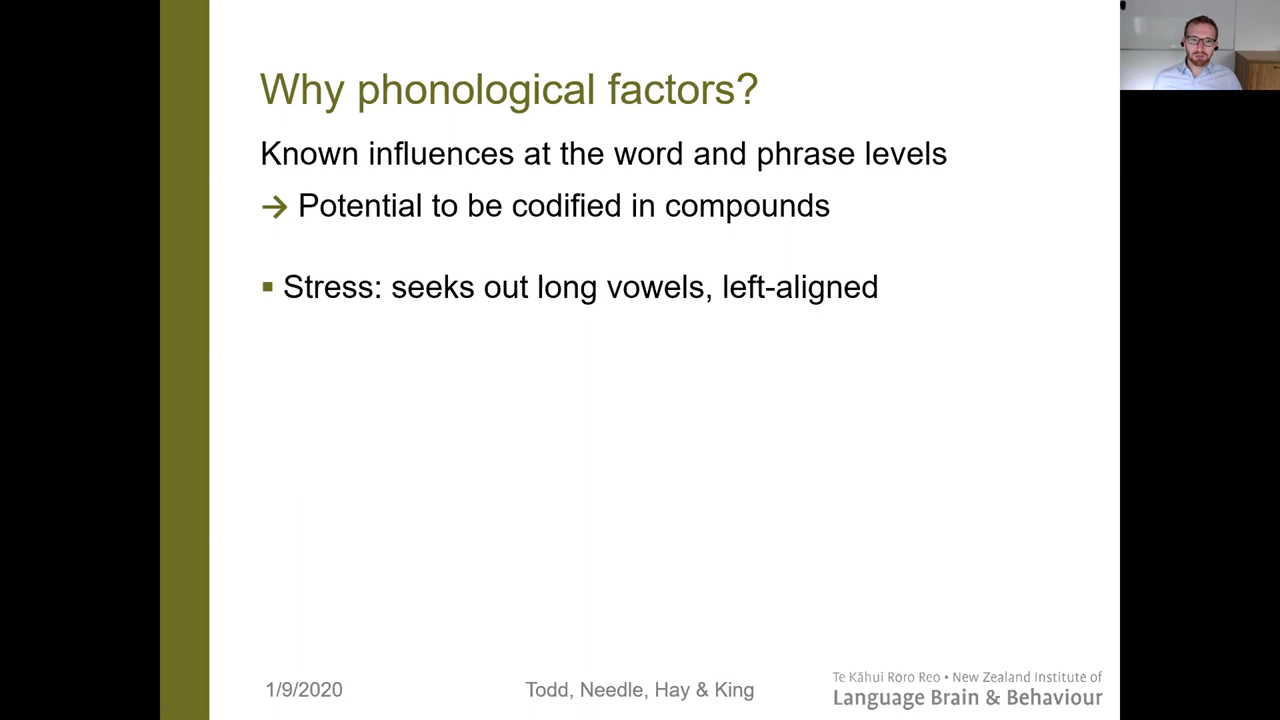 Why phonological factors?
Known influences at the word and phrase levels
→ Potential to be codified in compounds
▪ Stress: seeks out long vowels, left-aligned
1/9/2020
Todd, Needle, Hay & King
Te Kāhui Roro Reo • New Zealand Institute of
Language Brain & Behaviour